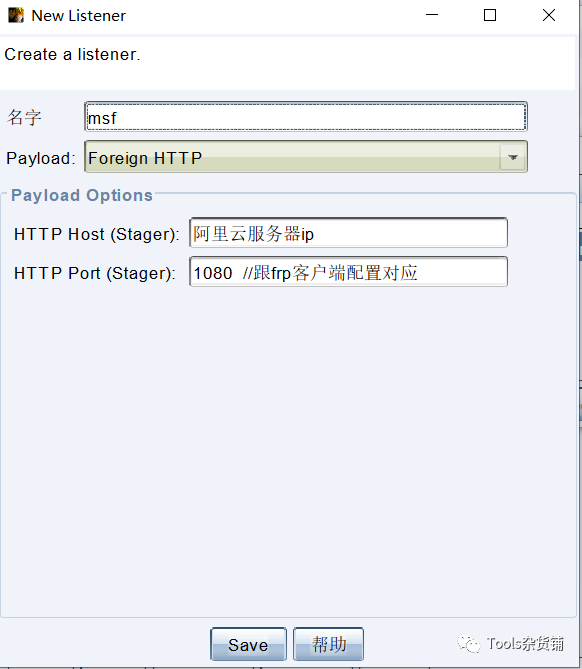 New Listener
Create a listener.
名字 msf
Payload: Foreign HTTP
Payload Options
HTTP Host (Stager): 阿里云服务器ip
HTTP Port (Stager): 1080 //跟frp客户端配置对应
Save 帮助
Tools杂货铺